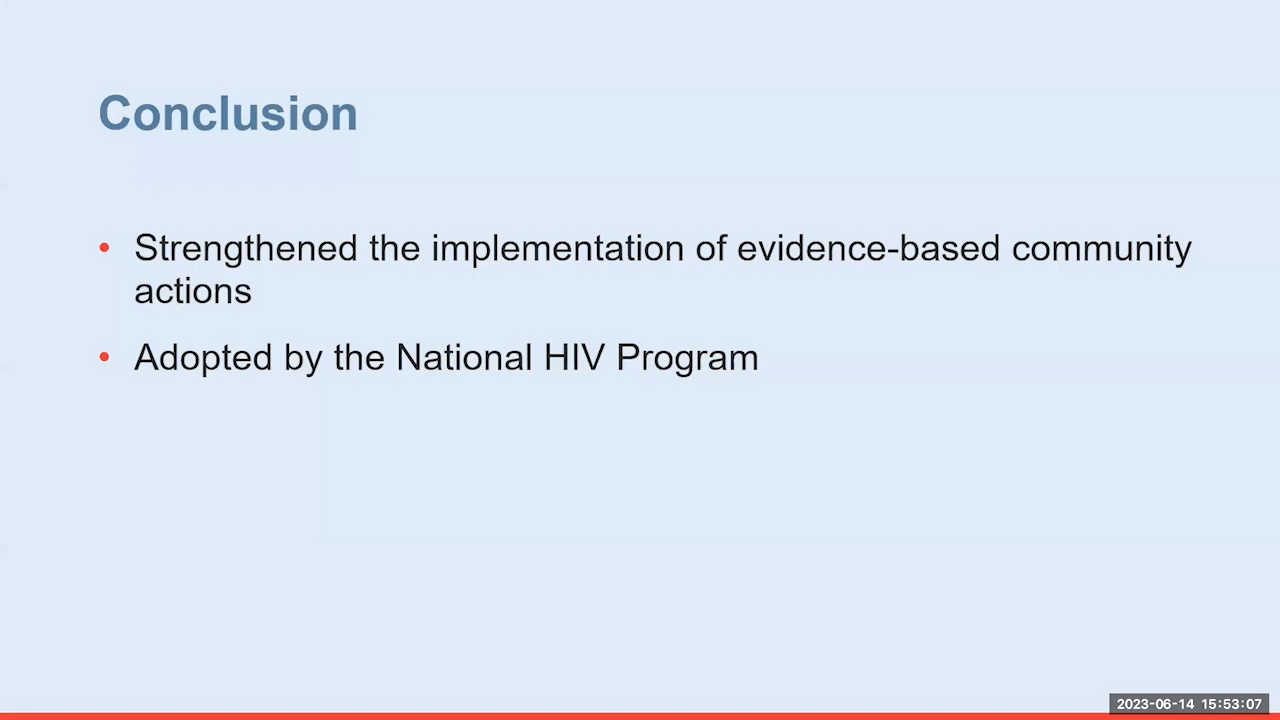 Conclusion
• Strengthened the implementation of evidence-based community
actions
• Adopted by the National HIV Program
2023-06-14 15:53:07